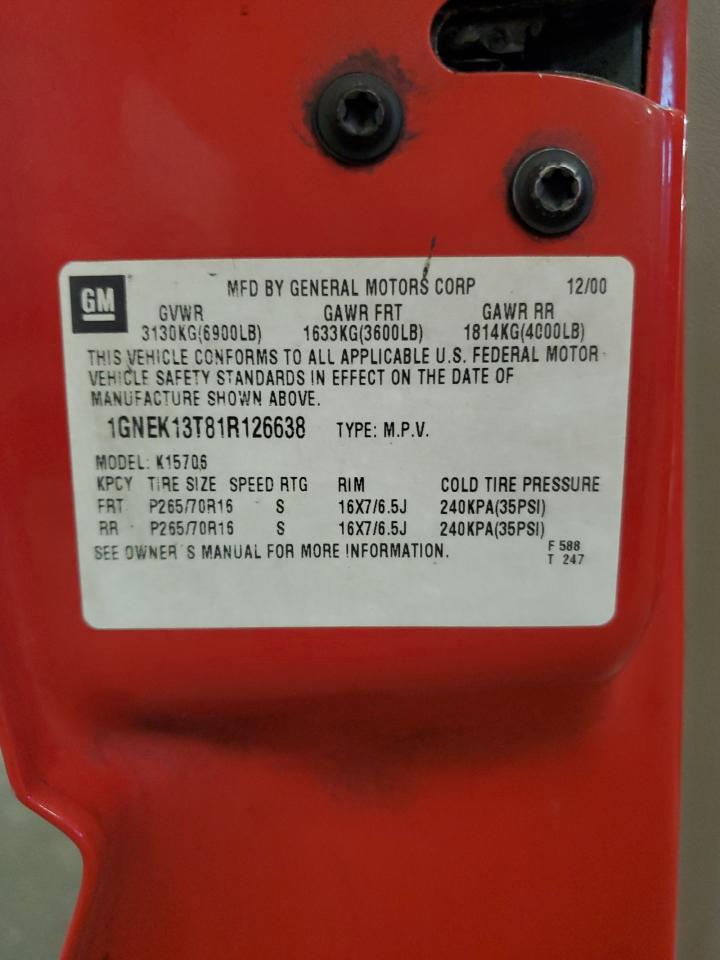 GM
MFD BY GENERAL MOTORS CORP 12/00
GVWR GAWR FRT GAWR RR
3130KG(6900LB) 1633KG(3600LB) 1814KG(4000LB)
THIS VEHICLE CONFORMS TO ALL APPLICABLE U.S. FEDERAL MOTOR
VEHICLE SAFETY STANDARDS IN EFFECT ON THE DATE OF
MANUFACTURE SHOWN ABOVE.
1GNEK13T81R126638 TYPE: M.P.V.
MODEL: K15706
KPCY TIRE SIZE SPEED RTG RIM COLD TIRE PRESSURE
FRT P265/70R16 S 16X7/6.5J 240KPA(35PSI)
RR P265/70R16 S 16X7/6.5J 240KPA(35PSI)
SEE OWNER'S MANUAL FOR MORE INFORMATION. F 588
T 247